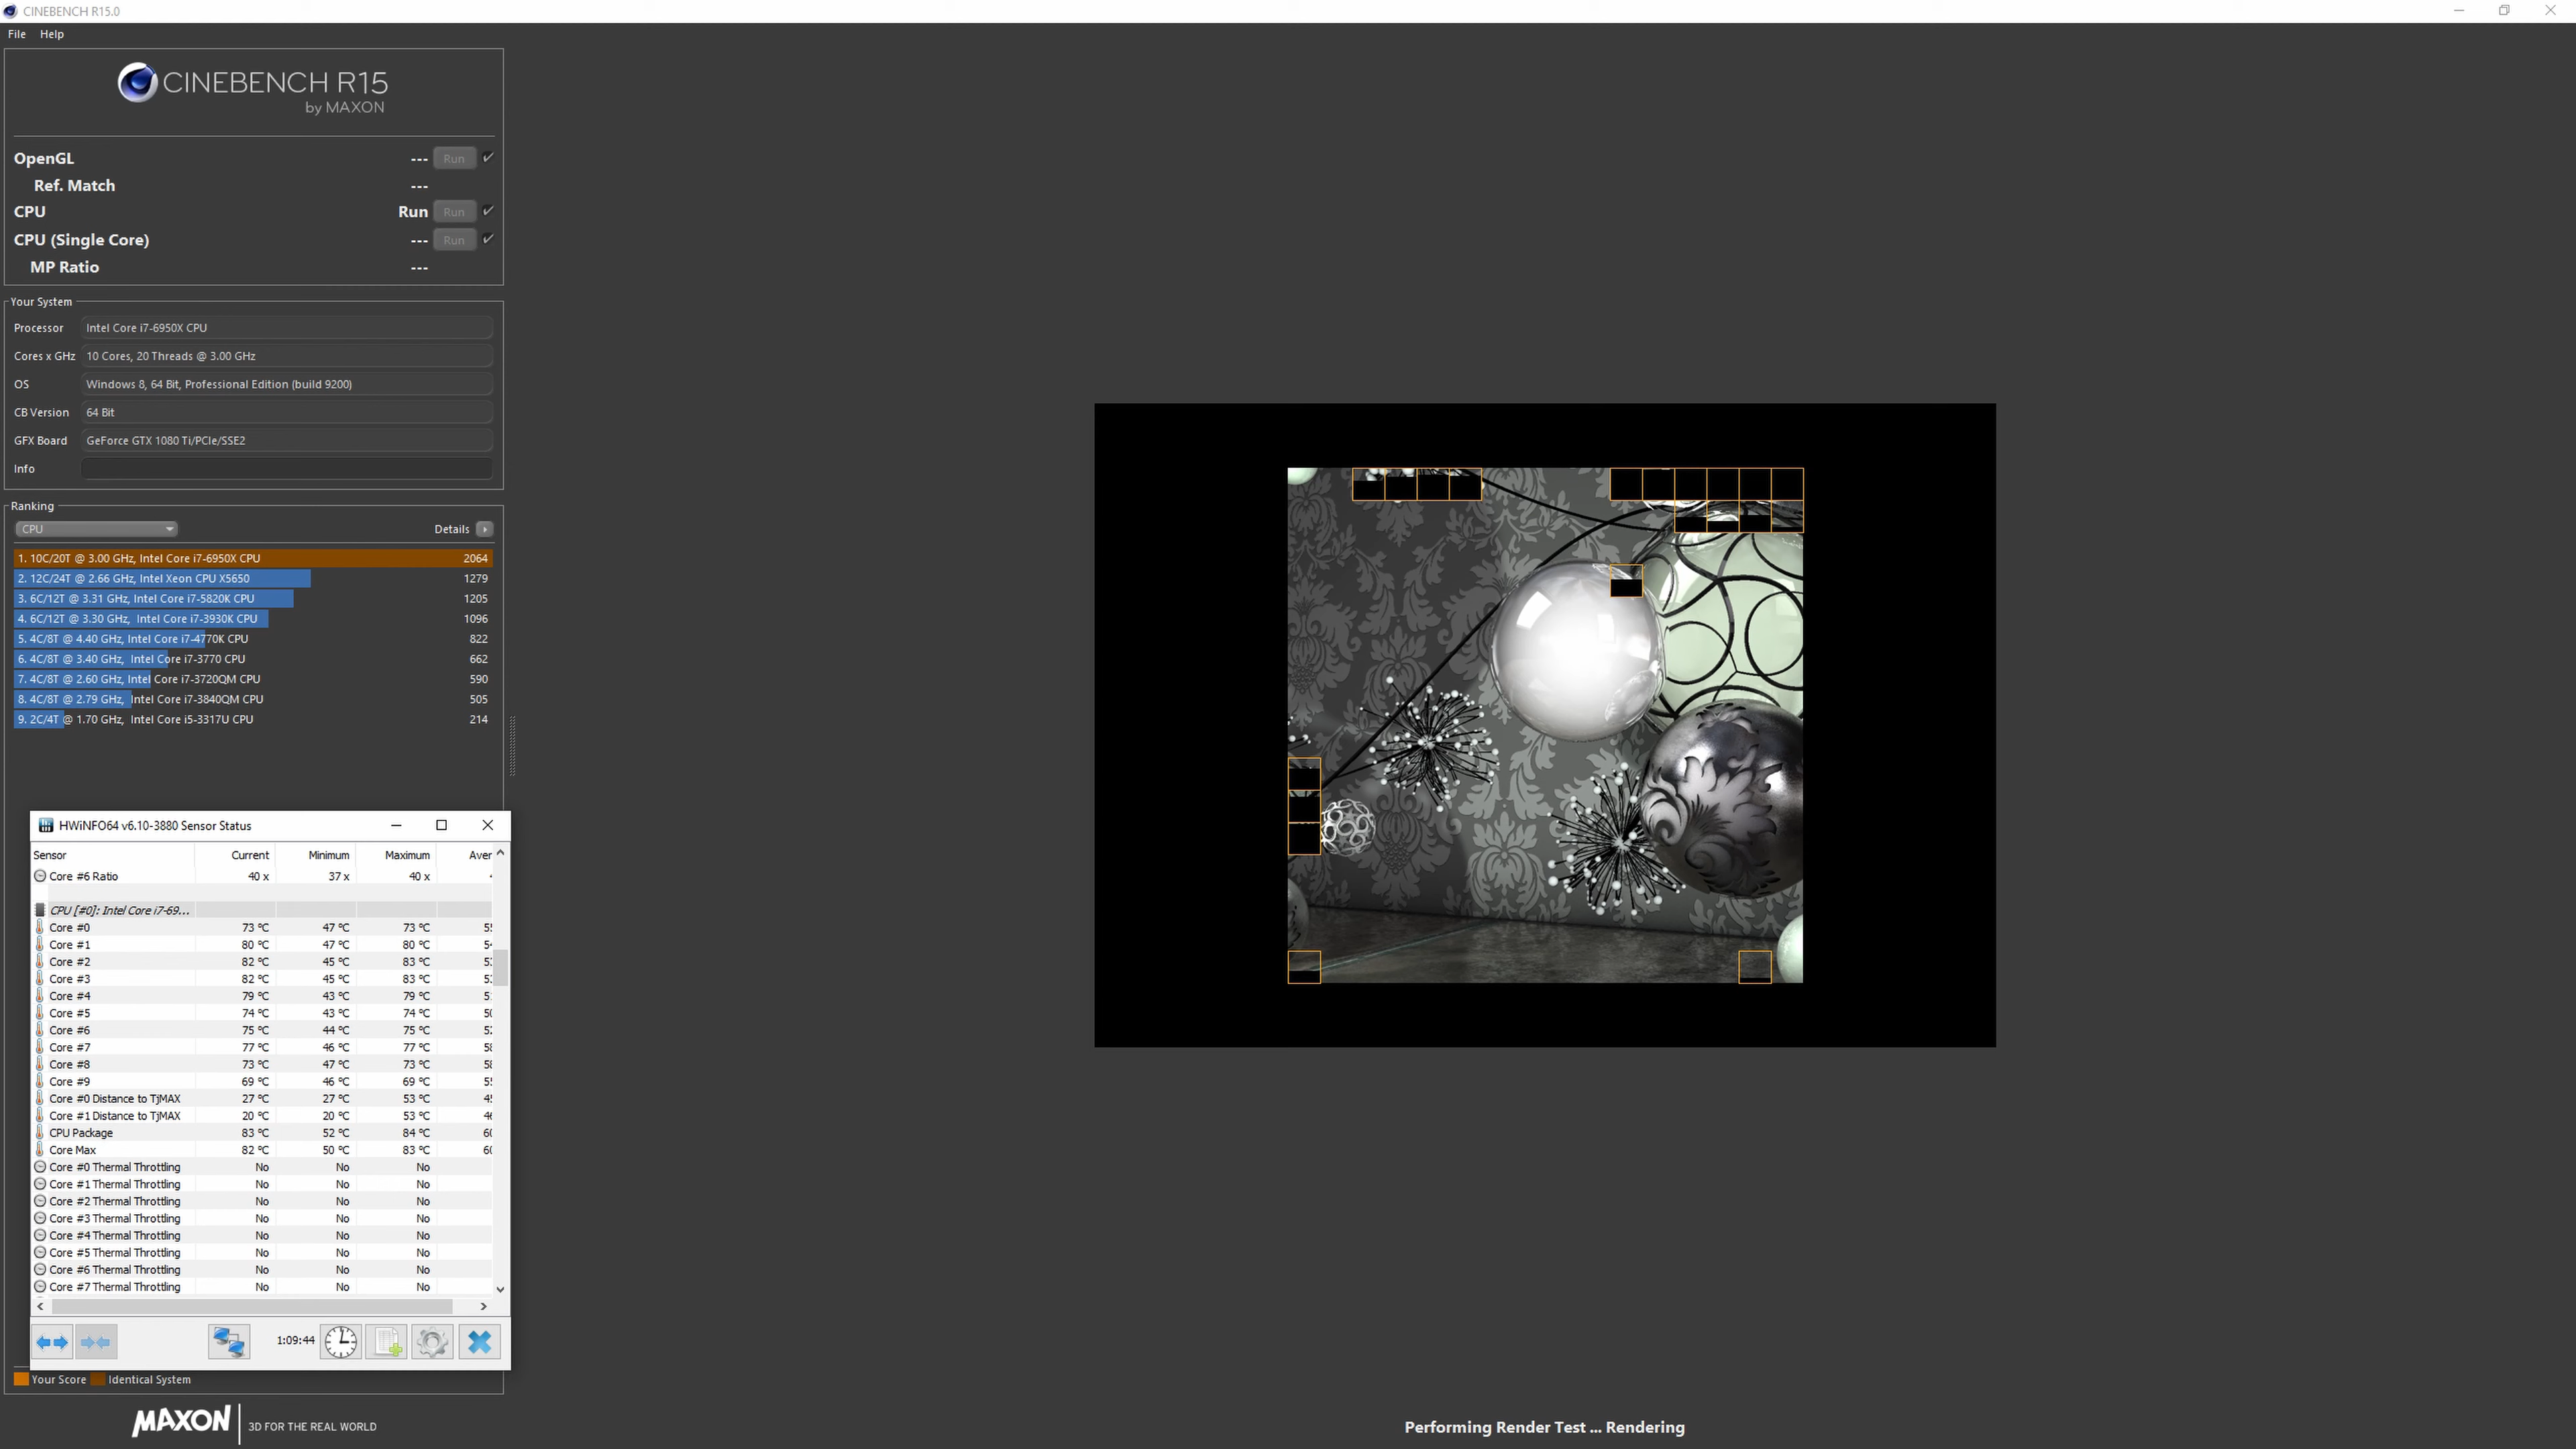 CINEBENCH R15.0
File Help
CINEBENCH R15
by MAXON
OpenGL --- Run
Ref. Match ---
CPU Run Run
CPU (Single Core) --- Run
MP Ratio ---
Your System
Processor Intel Core i7-6950X CPU
Cores x GHz 10 Cores, 20 Threads @ 3.00 GHz
OS Windows 8, 64 Bit, Professional Edition (build 9200)
CB Version 64 Bit
GFX Board GeForce GTX 1080 Ti/PCIe/SSE2
Info
Ranking
CPU Details
1. 10C/20T @ 3.00 GHz, Intel Core i7-6950X CPU 2064
2. 12C/24T @ 2.66 GHz, Intel Xeon CPU X5650 1279
3. 6C/12T @ 3.31 GHz, Intel Core i7-5820K CPU 1205
4. 6C/12T @ 3.30 GHz, Intel Core i7-3930K CPU 1096
5. 4C/8T @ 4.40 GHz, Intel Core i7-4770K CPU 822
6. 4C/8T @ 3.40 GHz, Intel Core i7-3770 CPU 662
7. 4C/8T @ 2.60 GHz, Intel Core i7-3720QM CPU 590
8. 4C/8T @ 2.79 GHz, Intel Core i7-3840QM CPU 505
9. 2C/4T @ 1.70 GHz, Intel Core i5-3317U CPU 214
HWiNFO64 v6.10-3880 Sensor Status
Sensor Current Minimum Maximum Aver
Core #6 Ratio 40 x 37 x 40 x
CPU [#0]: Intel Core i7-69...
Core #0 73 °C 47 °C 73 °C
Core #1 80 °C 47 °C 80 °C
Core #2 82 °C 45 °C 83 °C
Core #3 82 °C 45 °C 83 °C
Core #4 79 °C 43 °C 79 °C
Core #5 74 °C 43 °C 74 °C
Core #6 75 °C 44 °C 75 °C
Core #7 77 °C 46 °C 77 °C
Core #8 73 °C 47 °C 73 °C
Core #9 69 °C 46 °C 69 °C
Core #0 Distance to TjMAX 27 °C 27 °C 53 °C
Core #1 Distance to TjMAX 20 °C 20 °C 53 °C
CPU Package 83 °C 52 °C 84 °C
Core Max 82 °C 50 °C 83 °C
Core #0 Thermal Throttling No No No
Core #1 Thermal Throttling No No No
Core #2 Thermal Throttling No No No
Core #3 Thermal Throttling No No No
Core #4 Thermal Throttling No No No
Core #5 Thermal Throttling No No No
Core #6 Thermal Throttling No No No
Core #7 Thermal Throttling No No No
1:09:44
Your Score Identical System
MAXON 3D FOR THE REAL WORLD
Performing Render Test ... Rendering